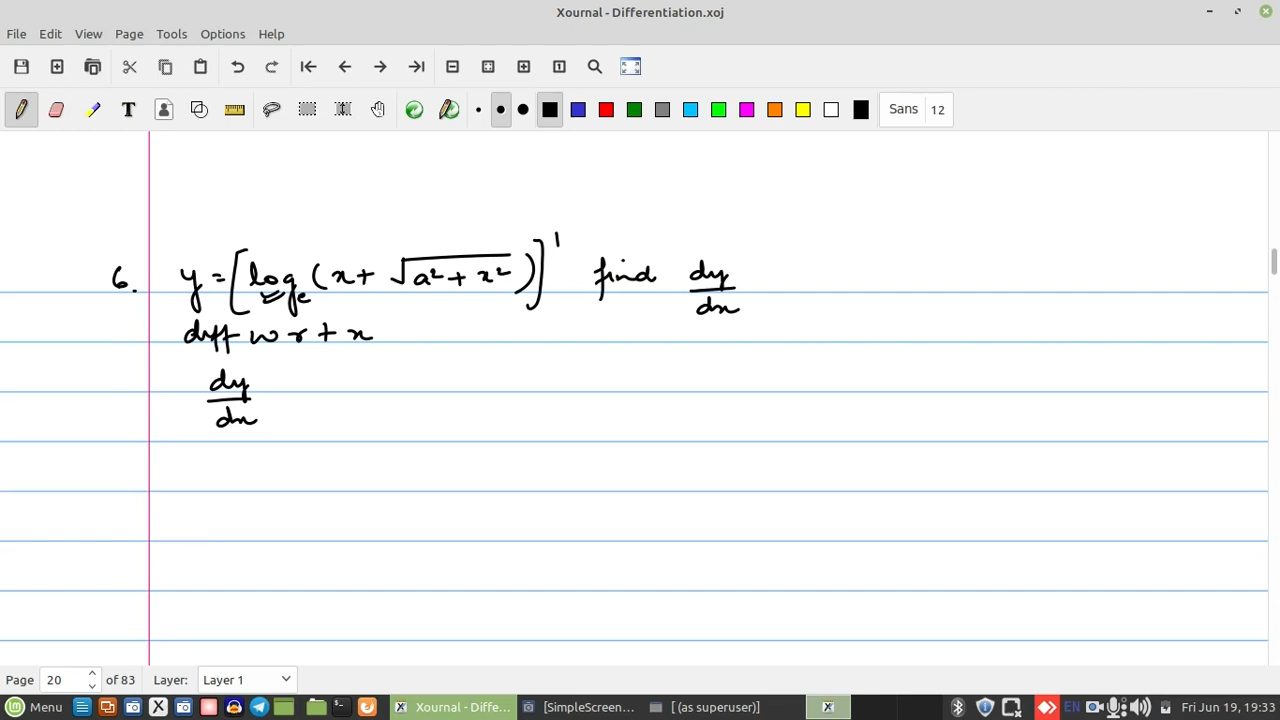 Xournal - Differentiation.xoj
File Edit View Page Tools Options Help
Sans 12
6. y = [log_e (x + √(a² + x²))]¹ find dy/dx
diff w r t x
dy/dx
Page 20 of 83 Layer: Layer 1
Menu Xournal - Differe... [SimpleScreen... [ (as superuser)] EN Fri Jun 19, 19:33